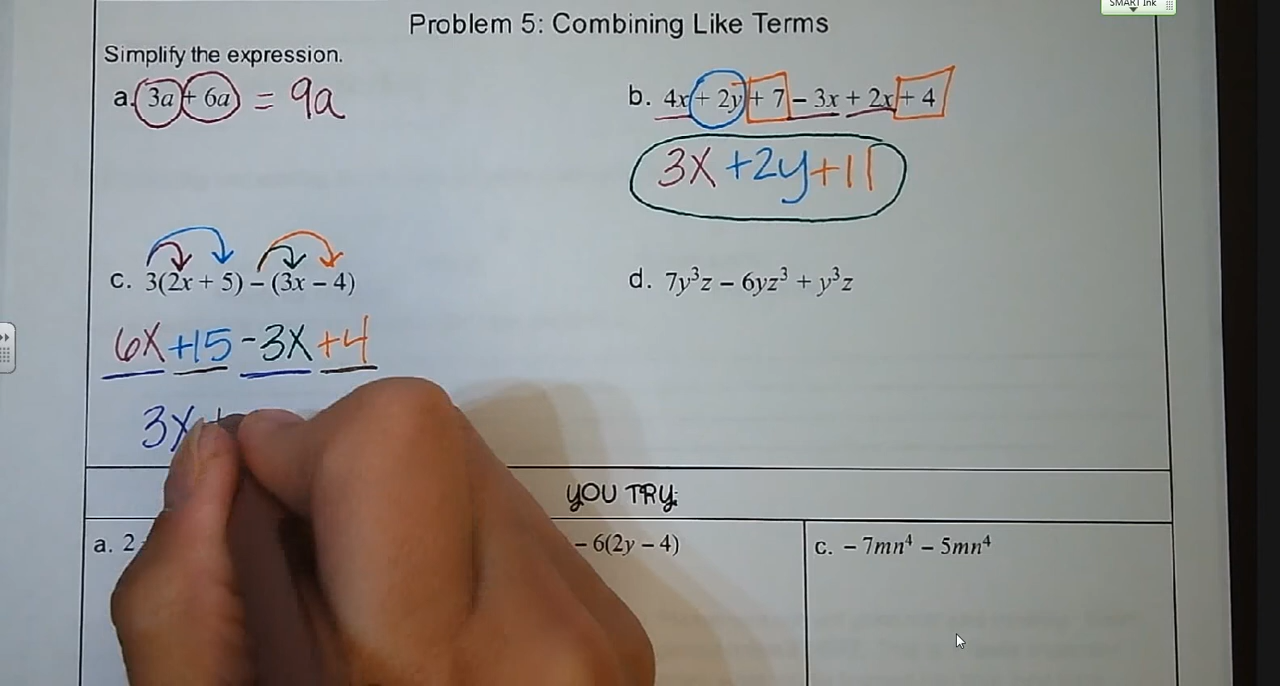 SMART Ink
Problem 5: Combining Like Terms
Simplify the expression.
a. 3a + 6a = 9a
b. 4x + 2y + 7 – 3x + 2x + 4
3x + 2y + 11
c. 3(2x + 5) – (3x – 4)
d. 7y³z – 6yz³ + y³z
6x + 15 - 3x + 4
3x +
YOU TRY:
a. 2
– 6(2y – 4)
c. – 7mn⁴ – 5mn⁴